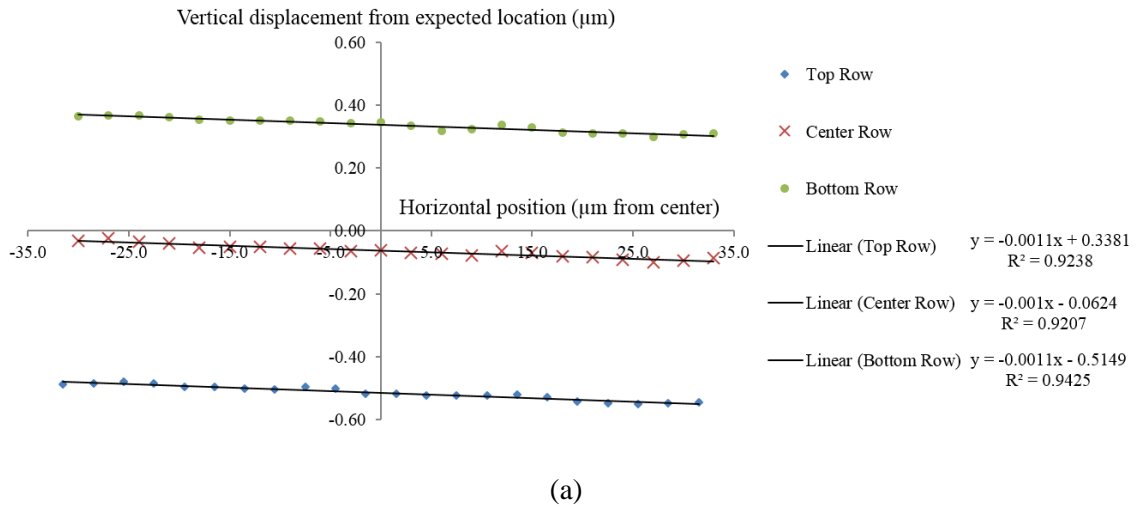 Vertical displacement from expected location (µm)
0.60
0.40
0.20
0.00
-0.20
-0.40
-0.60
Horizontal position (µm from center)
-35.0 -25.0 -15.0 -5.0 5.0 15.0 25.0 35.0
Top Row
Center Row
Bottom Row
Linear (Top Row) y = -0.0011x + 0.3381
R² = 0.9238
Linear (Center Row) y = -0.001x - 0.0624
R² = 0.9207
Linear (Bottom Row) y = -0.0011x - 0.5149
R² = 0.9425
(a)